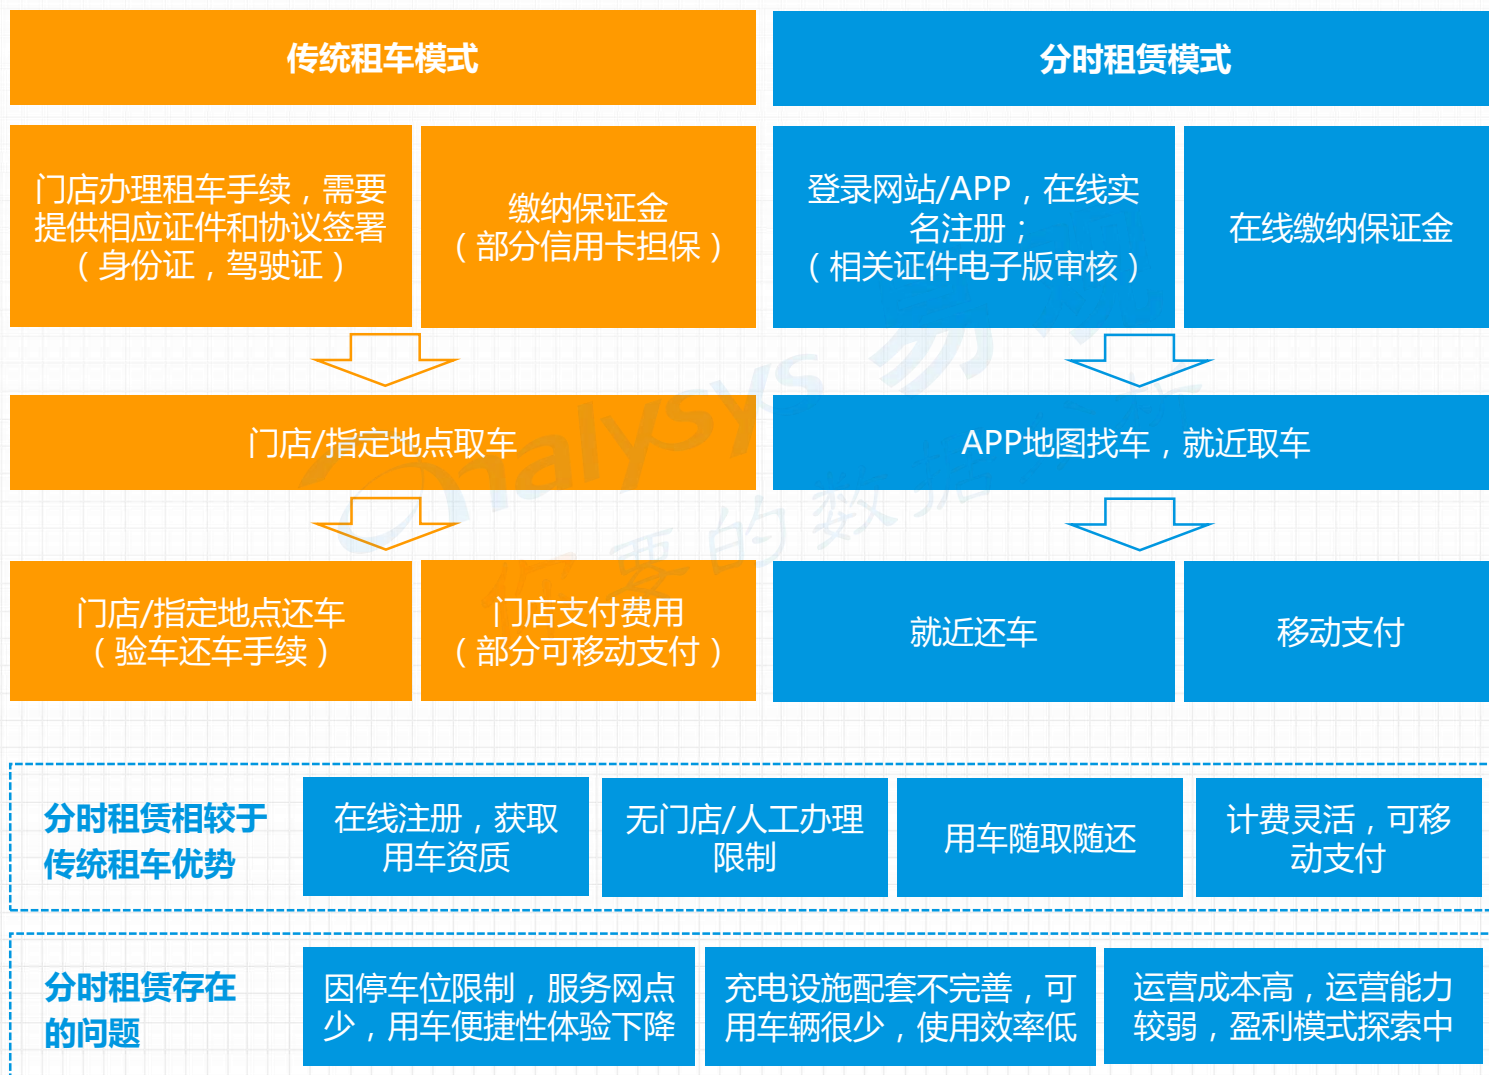 传统租车模式
分时租赁模式
门店办理租车手续，需要
提供相应证件和协议签署
（身份证，驾驶证）
缴纳保证金
（部分信用卡担保）
登录网站/APP，在线实
名注册；
（相关证件电子版审核）
在线缴纳保证金
门店/指定地点取车
APP地图找车，就近取车
门店/指定地点还车
（验车还车手续）
门店支付费用
（部分可移动支付）
就近还车
移动支付
analysys 易观
你要的数据
分时租赁相较于
传统租车优势
在线注册，获取
用车资质
无门店/人工办理
限制
用车随取随还
计费灵活，可移
动支付
分时租赁存在
的问题
因停车位限制，服务网点
少，用车便捷性体验下降
充电设施配套不完善，可
用车辆很少，使用效率低
运营成本高，运营能力
较弱，盈利模式探索中